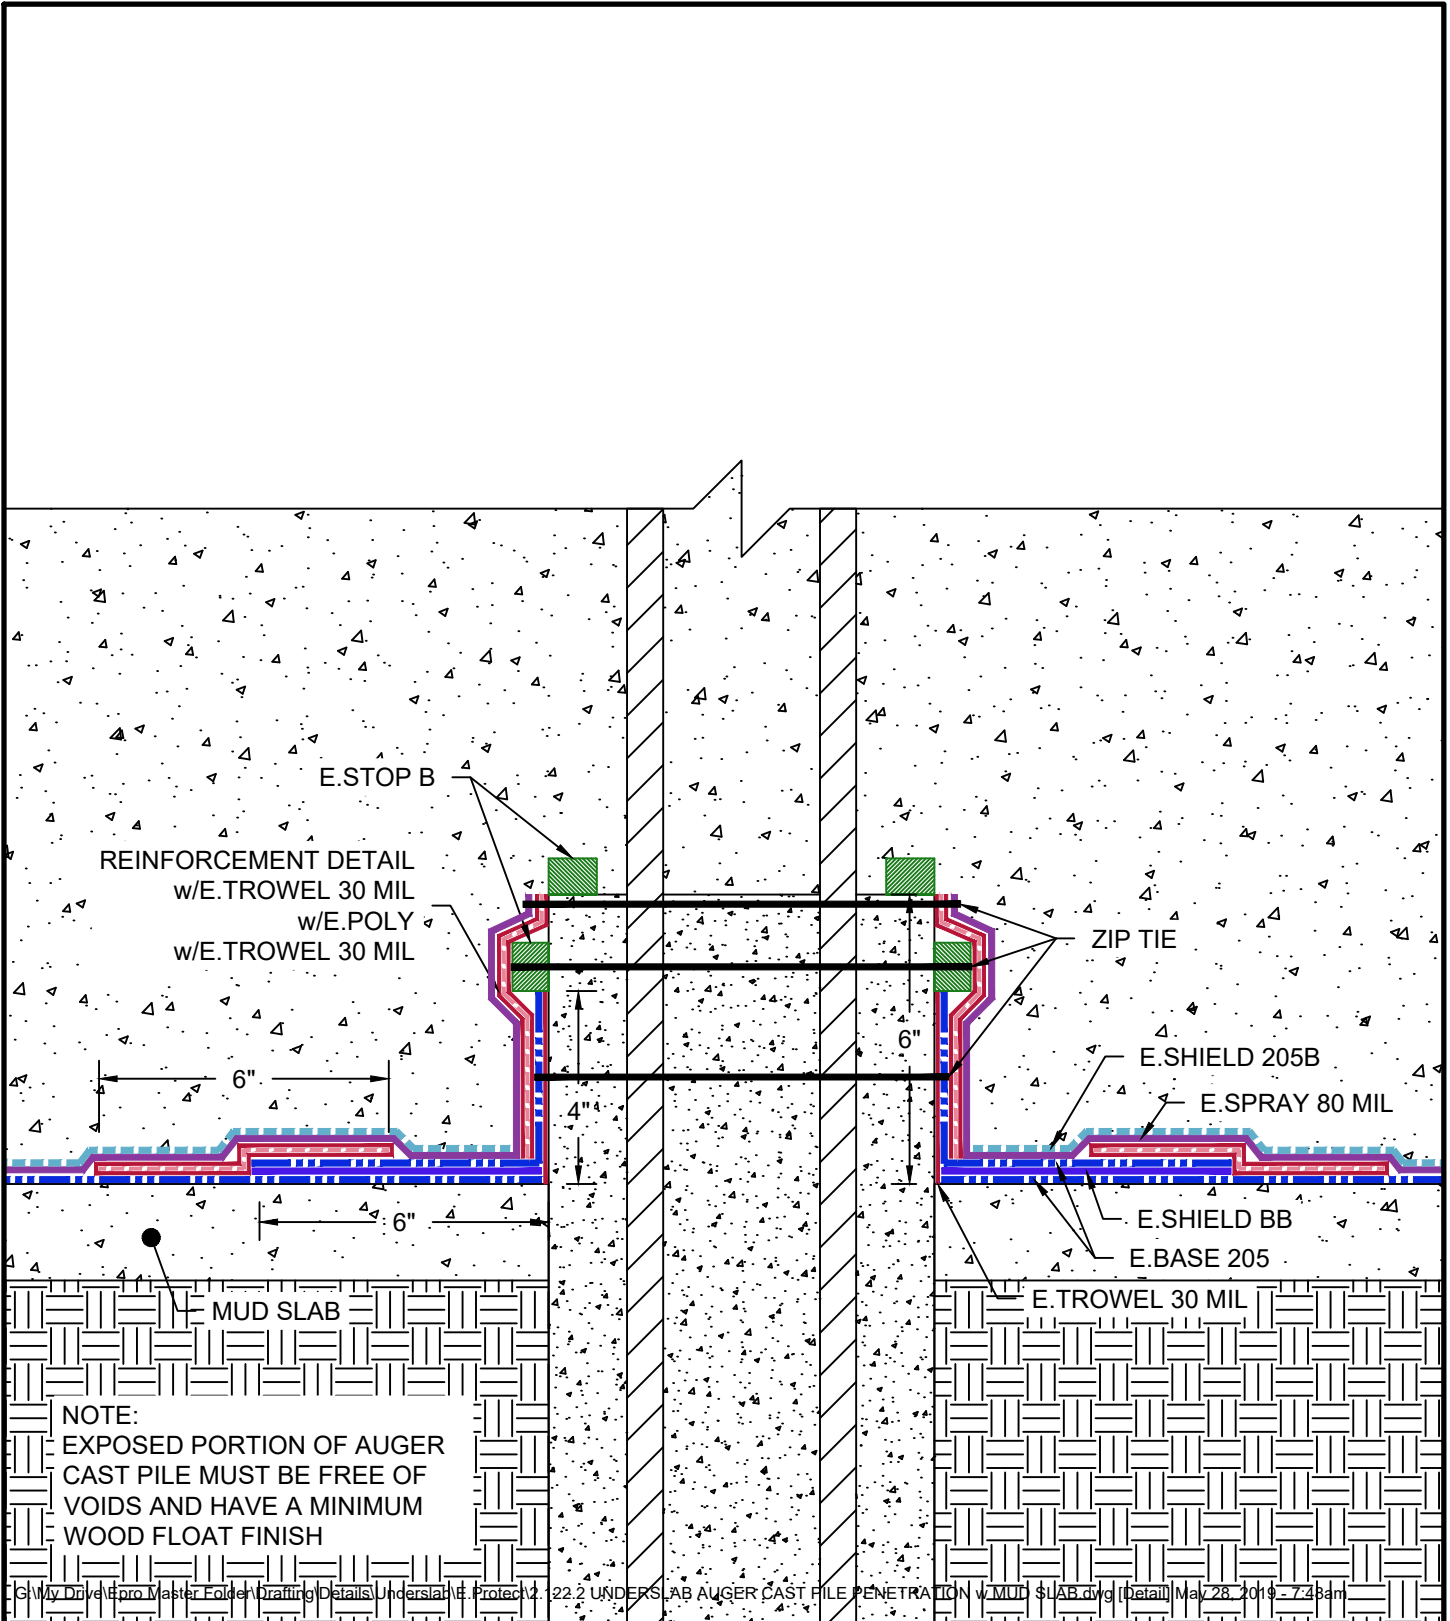 E.STOP B
REINFORCEMENT DETAIL
w/E.TROWEL 30 MIL
w/E.POLY
w/E.TROWEL 30 MIL
ZIP TIE
6"
E.SHIELD 205B
6"
E.SPRAY 80 MIL
4"
6"
E.SHIELD BB
E.BASE 205
E.TROWEL 30 MIL
MUD SLAB
NOTE:
EXPOSED PORTION OF AUGER
CAST PILE MUST BE FREE OF
VOIDS AND HAVE A MINIMUM
WOOD FLOAT FINISH
G:\My Drive\Epro Master Folder\Drafting\Details\Underslab\E.Protect\2.122.2 UNDERSLAB AUGER CAST PILE PENETRATION w MUD SLAB.dwg [Detail] May 28, 2019 - 7:48am